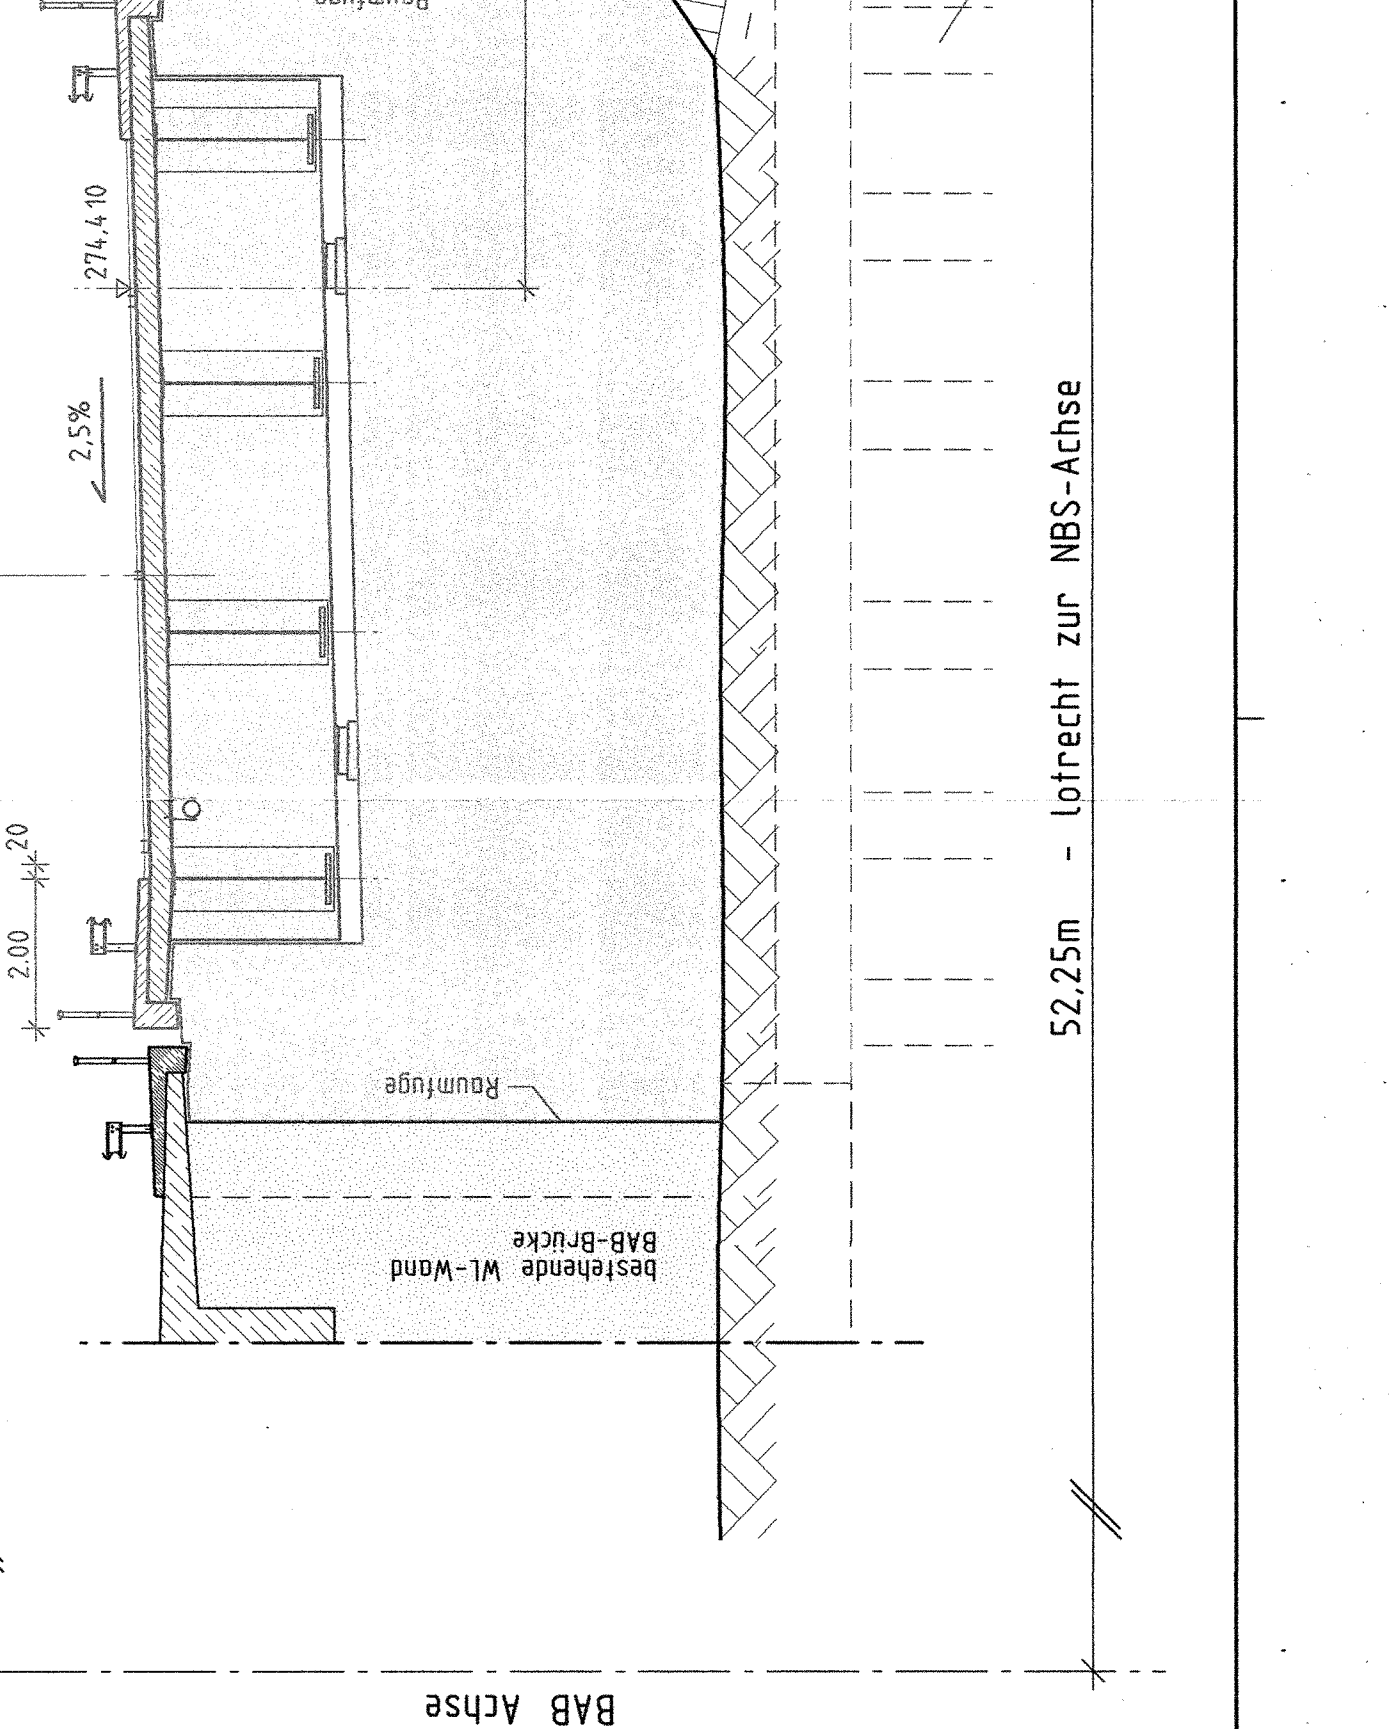 Raumfuge
274,410
2,5%
20
2.00
Raumfuge
bestehende WL-Wand
BAB-Brücke
52,25m - lotrecht zur NBS-Achse
BAB Achse